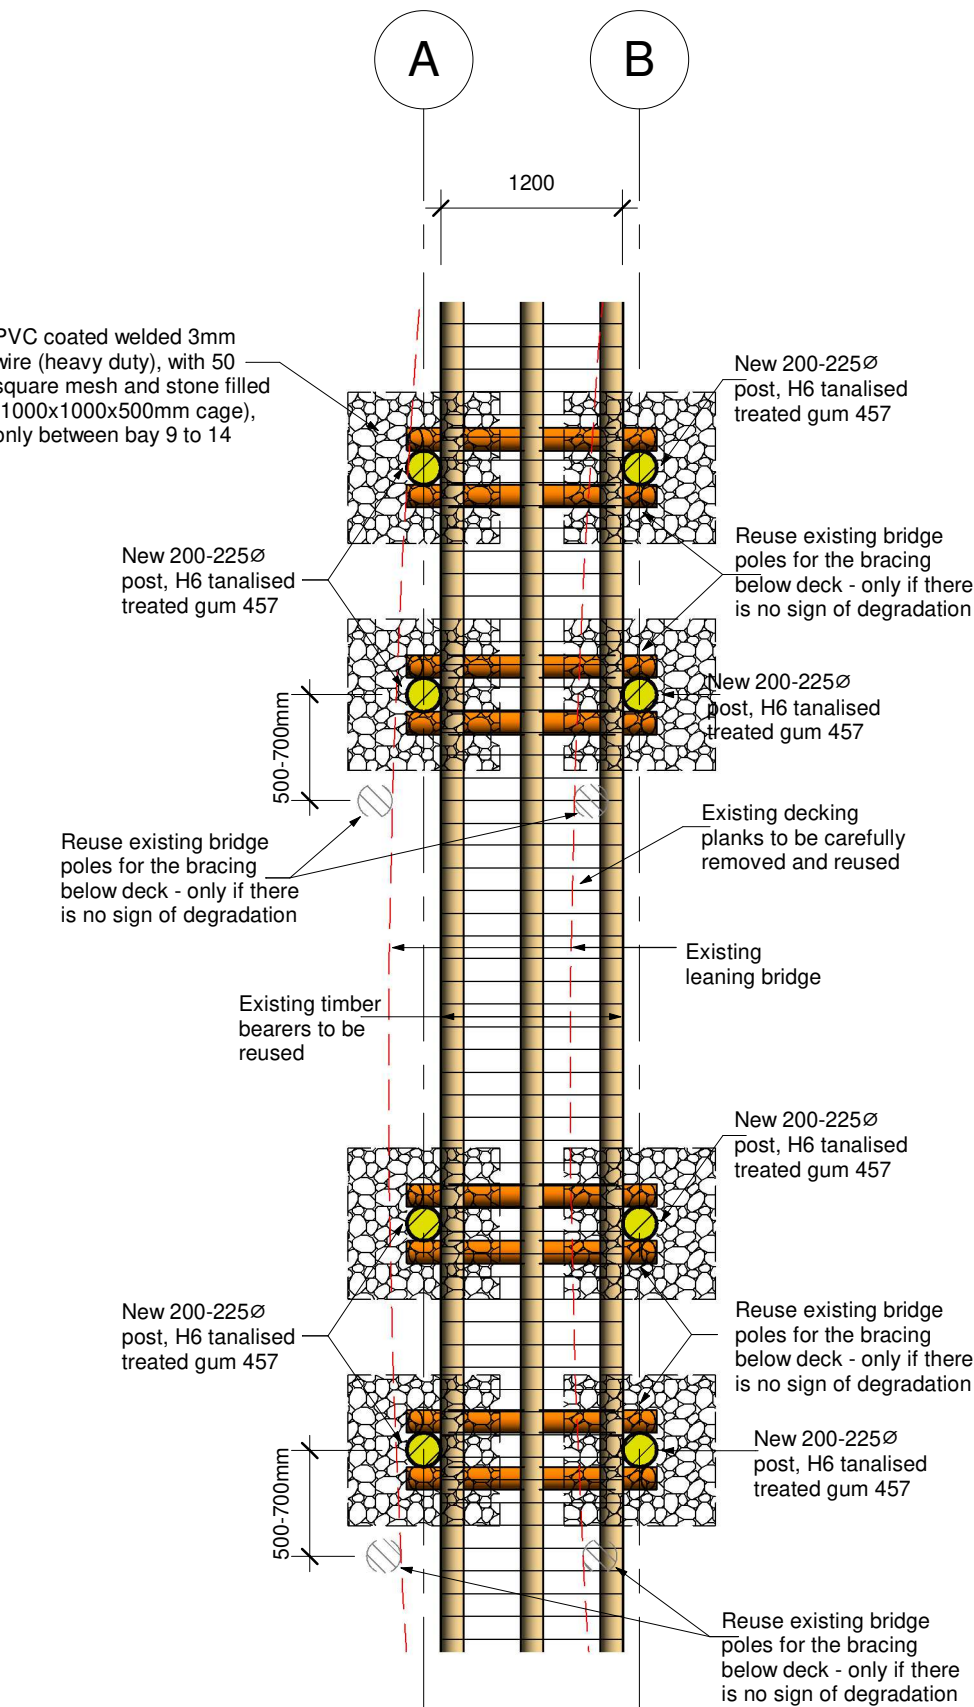 A
B
1200
PVC coated welded 3mm
wire (heavy duty), with 50
square mesh and stone filled
1000x1000x500mm cage),
only between bay 9 to 14
New 200-225Ø
post, H6 tanalised
treated gum 457
New 200-225Ø
post, H6 tanalised
treated gum 457
Reuse existing bridge
poles for the bracing
below deck - only if there
is no sign of degradation
New 200-225Ø
post, H6 tanalised
treated gum 457
500-700mm
Reuse existing bridge
poles for the bracing
below deck - only if there
is no sign of degradation
Existing decking
planks to be carefully
removed and reused
Existing
leaning bridge
Existing timber
bearers to be
reused
New 200-225Ø
post, H6 tanalised
treated gum 457
New 200-225Ø
post, H6 tanalised
treated gum 457
Reuse existing bridge
poles for the bracing
below deck - only if there
is no sign of degradation
New 200-225Ø
post, H6 tanalised
treated gum 457
500-700mm
Reuse existing bridge
poles for the bracing
below deck - only if there
is no sign of degradation